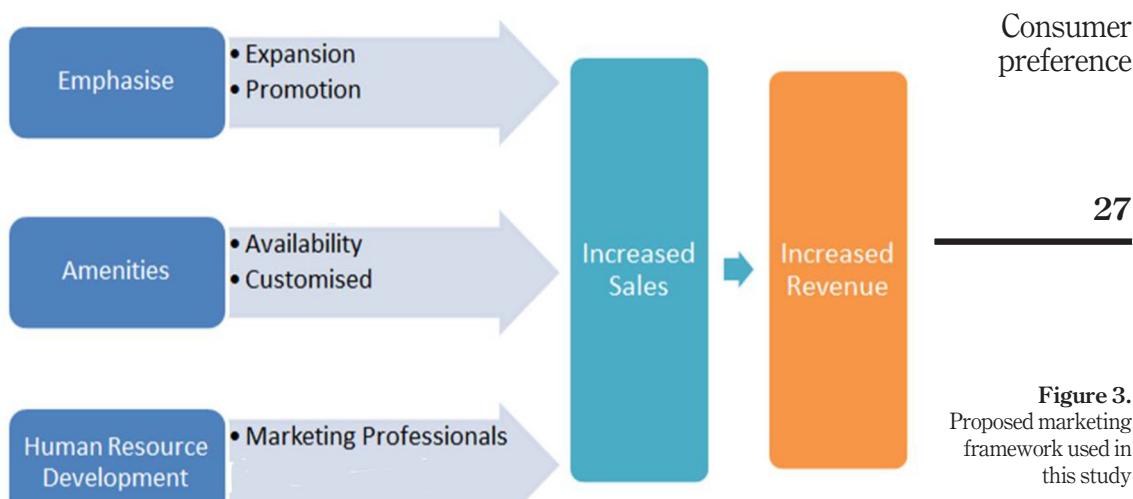 Consumer
preference
27
Emphasise
• Expansion
• Promotion
Amenities
• Availability
• Customised
Human Resource
Development
• Marketing Professionals
Increased
Sales
Increased
Revenue
Figure 3.
Proposed marketing
framework used in
this study